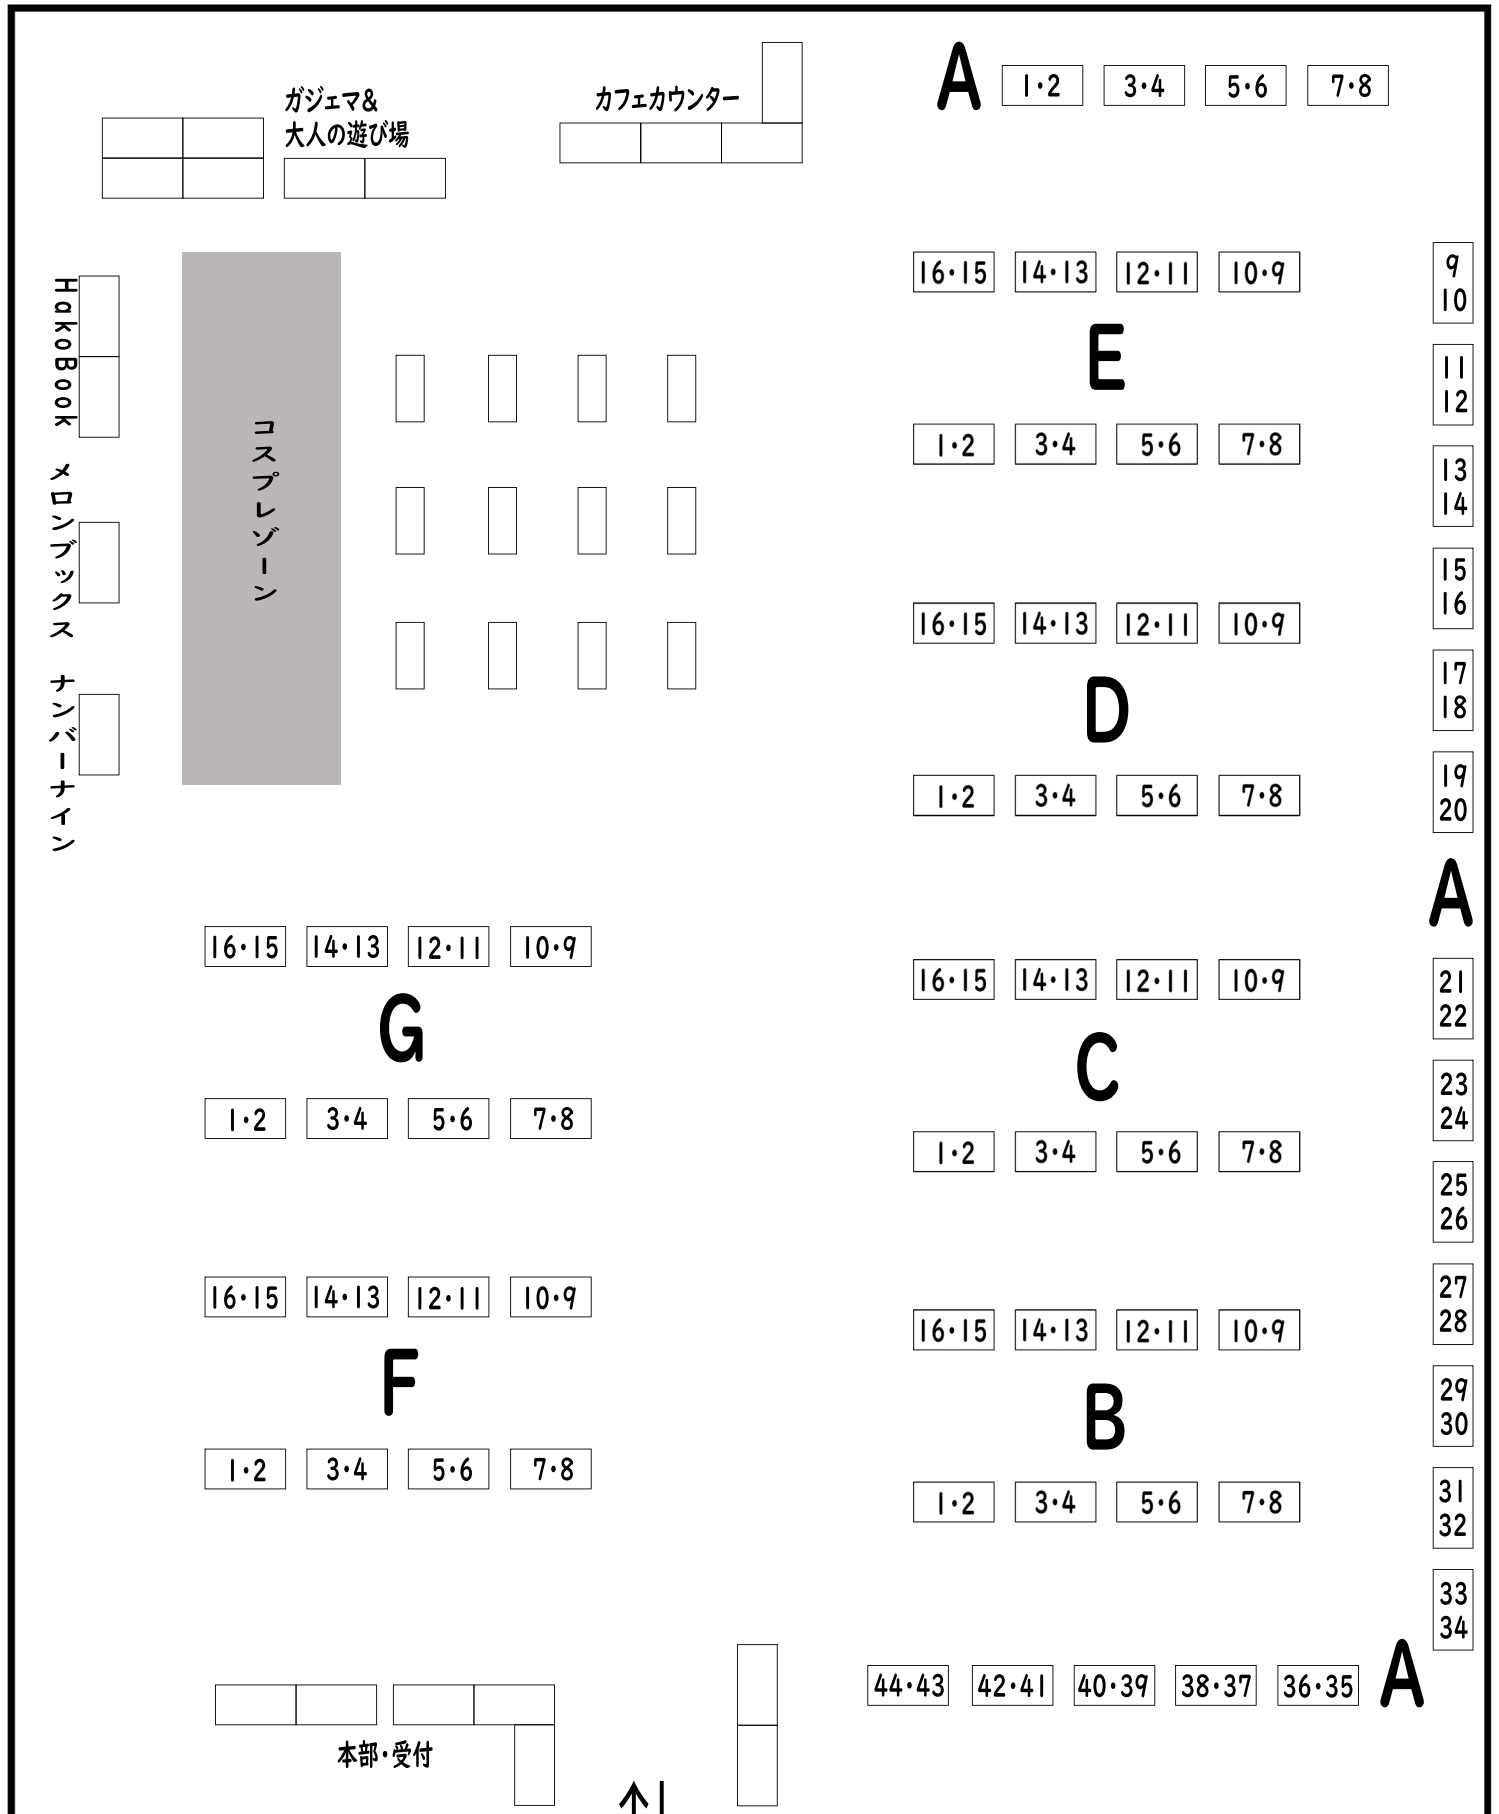 A
1・2 3・4 5・6 7・8
ガジェマ&
大人の遊び場
カフェカウンター
HakoBook
メロンブックス
ナンバーナイン
コスプレゾーン
16・15 14・13 12・11 10・9
E
1・2 3・4 5・6 7・8
16・15 14・13 12・11 10・9
D
1・2 3・4 5・6 7・8
9
10
11
12
13
14
15
16
17
18
19
20
A
21
22
23
24
25
26
27
28
29
30
31
32
33
34
16・15 14・13 12・11 10・9
G
1・2 3・4 5・6 7・8
16・15 14・13 12・11 10・9
C
1・2 3・4 5・6 7・8
16・15 14・13 12・11 10・9
F
1・2 3・4 5・6 7・8
16・15 14・13 12・11 10・9
B
1・2 3・4 5・6 7・8
44・43 42・41 40・39 38・37 36・35
A
本部・受付